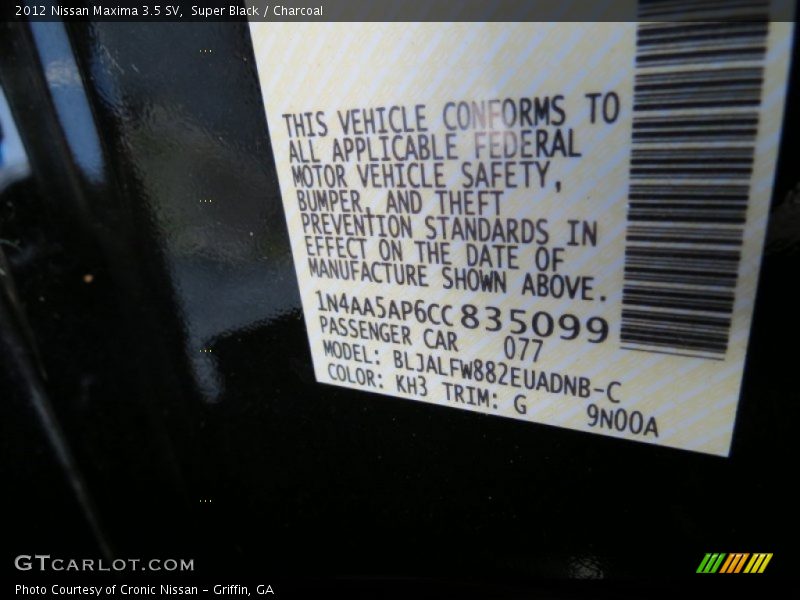 2012 Nissan Maxima 3.5 SV, Super Black / Charcoal
THIS VEHICLE CONFORMS TO
ALL APPLICABLE FEDERAL
MOTOR VEHICLE SAFETY,
BUMPER, AND THEFT
PREVENTION STANDARDS IN
EFFECT ON THE DATE OF
MANUFACTURE SHOWN ABOVE.
1N4AA5AP6CC835099
PASSENGER CAR 077
MODEL: BLJALFW882EUADNB-C
COLOR: KH3 TRIM: G 9N00A
GTCARLOT.COM
Photo Courtesy of Cronic Nissan - Griffin, GA